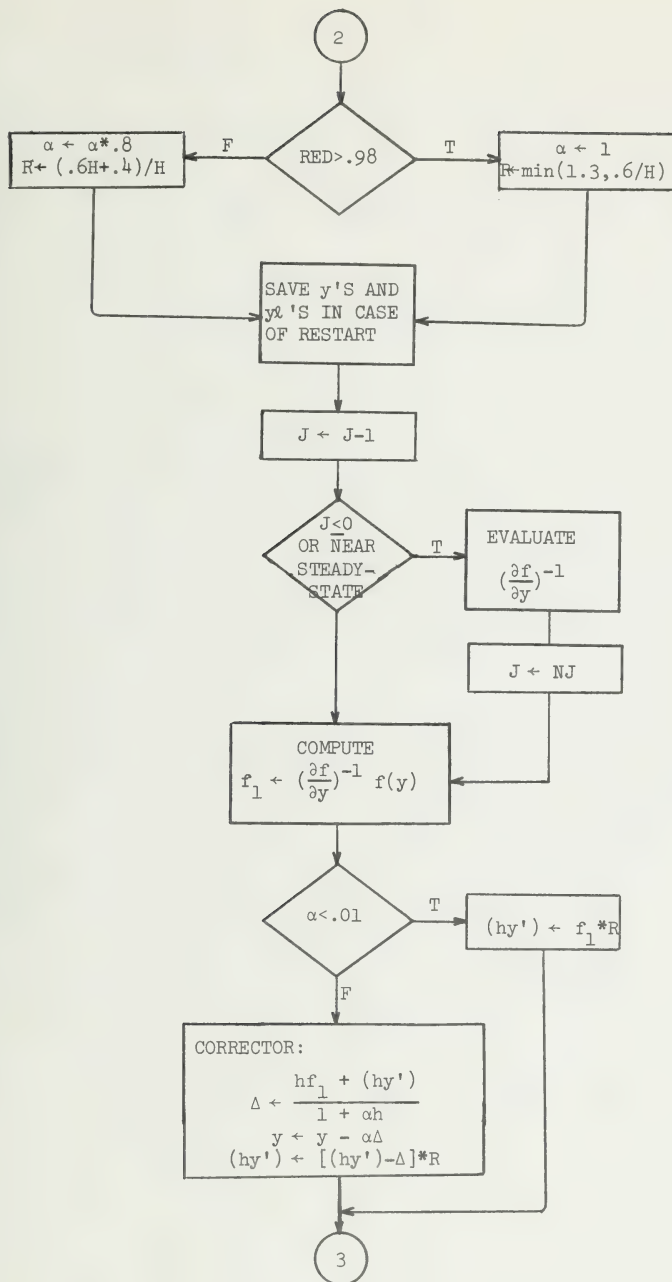 2
RED>.98
F
T
α ← α*.8
R← (.6H+.4)/H
α ← 1
R←min(1.3,.6/H)
SAVE y'S AND
yℓ'S IN CASE
OF RESTART
J ← J-1
J≤0
OR NEAR
STEADY-
STATE
T
EVALUATE
(∂f/∂y)⁻¹
J ← NJ
COMPUTE
f₁ ← (∂f/∂y)⁻¹ f(y)
α<.01
T
(hy') ← f₁*R
F
CORRECTOR:
Δ ← (hf₁ + (hy'))/(1 + αh)
y ← y - αΔ
(hy') ← [(hy')-Δ]*R
3